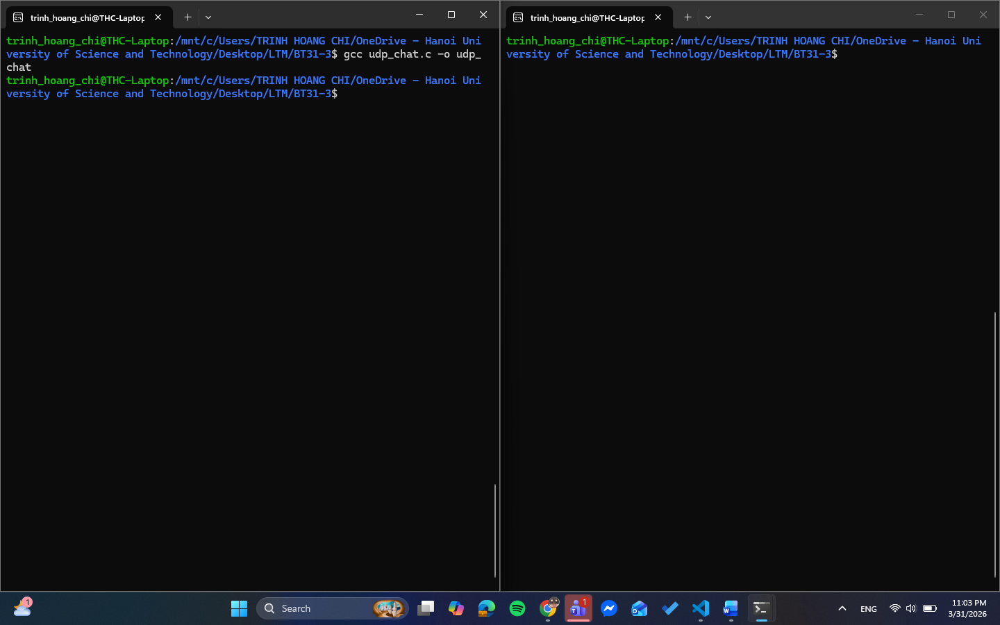 trinh_hoang_chi@THC-Laptop
trinh_hoang_chi@THC-Laptop:/mnt/c/Users/TRINH HOANG CHI/OneDrive - Hanoi Uni
versity of Science and Technology/Desktop/LTM/BT31-3$ gcc udp_chat.c -o udp_
chat
trinh_hoang_chi@THC-Laptop:/mnt/c/Users/TRINH HOANG CHI/OneDrive - Hanoi Uni
versity of Science and Technology/Desktop/LTM/BT31-3$
trinh_hoang_chi@THC-Laptop
trinh_hoang_chi@THC-Laptop:/mnt/c/Users/TRINH HOANG CHI/OneDrive - Hanoi Uni
versity of Science and Technology/Desktop/LTM/BT31-3$
1
Search
1
ENG
11:03 PM
3/31/2026